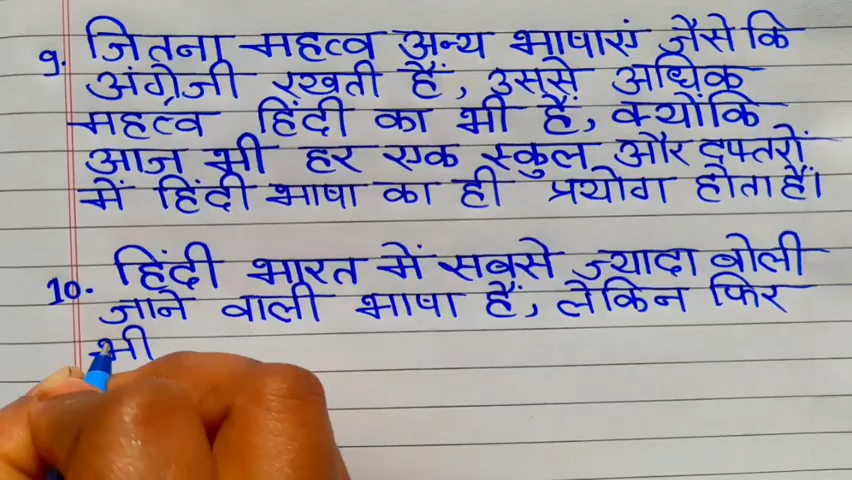 9. जितना महत्व अन्य भाषाएं जैसे कि
अंग्रेजी रखती हैं, उससे अधिक
महत्व हिंदी का भी हैं, क्योंकि
आज भी हर एक स्कुल और दफ्तरों
में हिंदी भाषा का ही प्रयोग होता हैं।
10. हिंदी भारत में सबसे ज्यादा बोली
जाने वाली भाषा हैं, लेकिन फिर
भी